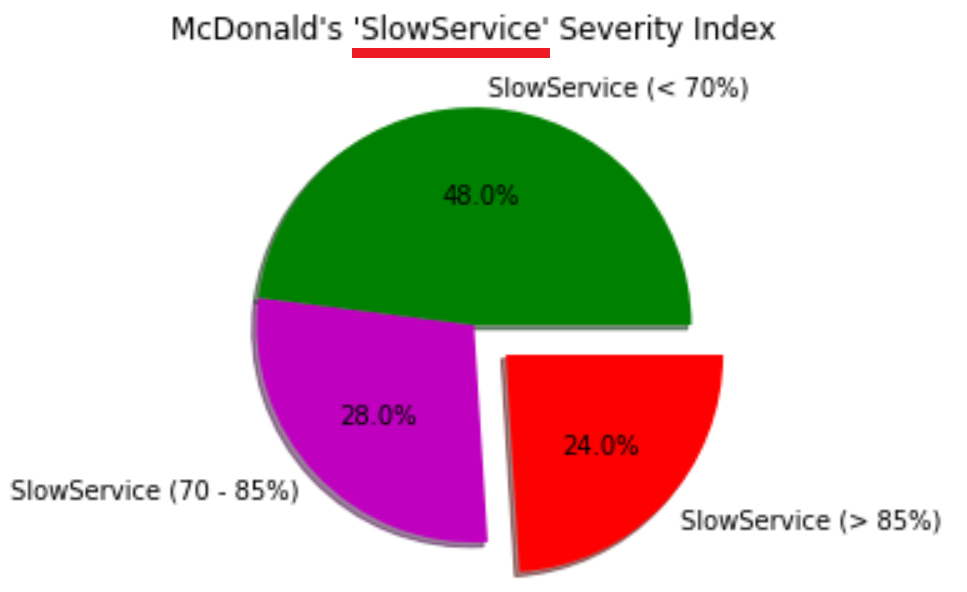 McDonald's 'SlowService' Severity Index
SlowService (< 70%)
48.0%
28.0%
24.0%
SlowService (70 - 85%)
SlowService (> 85%)